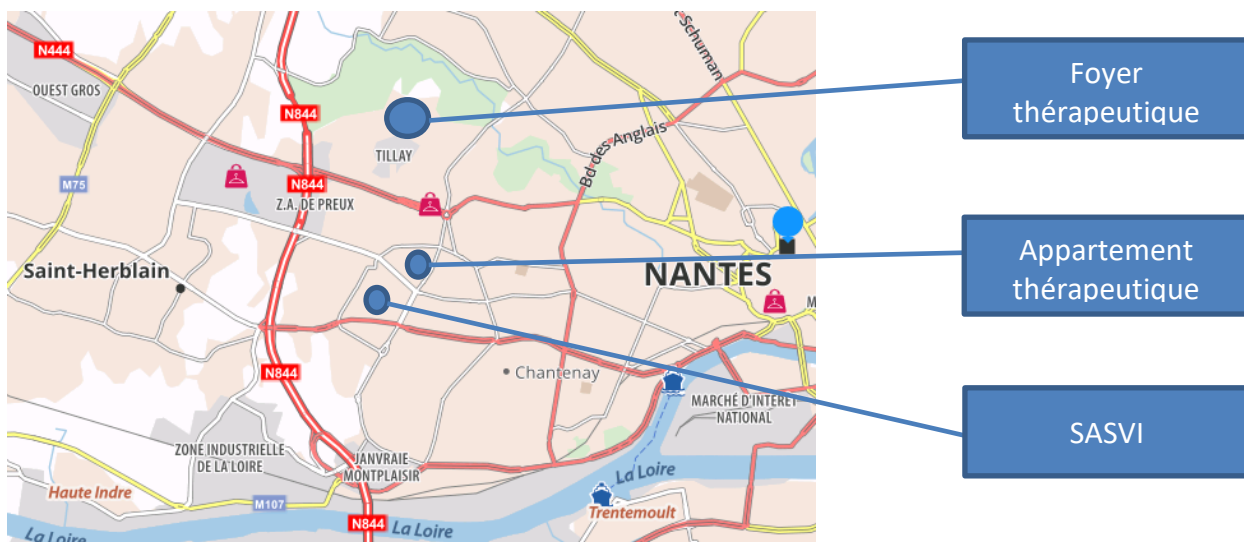 N444
OUEST GROS
N844
t-Schuman
Foyer
thérapeutique
Bd des Anglais
TILLAY
M75
N844
Z.A. DE PREUX
Saint-Herblain
NANTES
Appartement
thérapeutique
M
N844
Chantenay
MARCHÉ D'INTÉRÊT
NATIONAL
SASVI
ZONE INDUSTRIELLE
DE LA LOIRE
JANVRAIE
MONTPLAISIR
La Loire
Haute Indre
M107
Trentemoult
N844
La Loire
La Loire